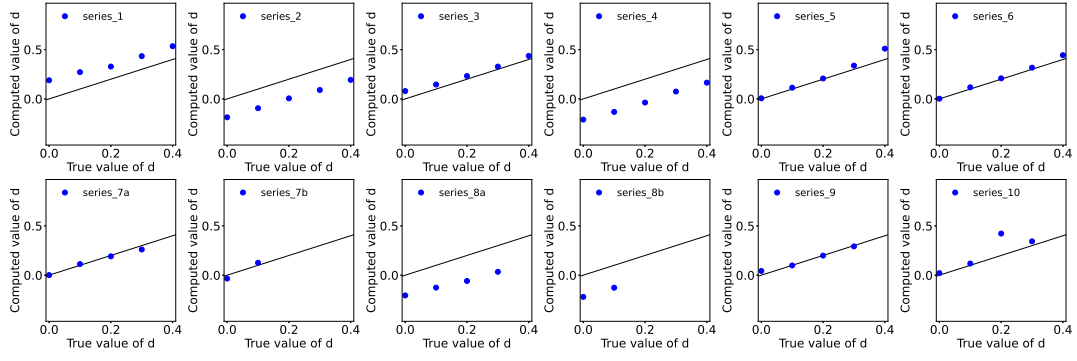 series_1
0.5
0.0
Computed value of d
0.0 0.2 0.4
True value of d
series_2
0.5
0.0
Computed value of d
0.0 0.2 0.4
True value of d
series_3
0.5
0.0
Computed value of d
0.0 0.2 0.4
True value of d
series_4
0.5
0.0
Computed value of d
0.0 0.2 0.4
True value of d
series_5
0.5
0.0
Computed value of d
0.0 0.2 0.4
True value of d
series_6
0.5
0.0
Computed value of d
0.0 0.2 0.4
True value of d
series_7a
0.5
0.0
Computed value of d
0.0 0.2 0.4
True value of d
series_7b
0.5
0.0
Computed value of d
0.0 0.2 0.4
True value of d
series_8a
0.5
0.0
Computed value of d
0.0 0.2 0.4
True value of d
series_8b
0.5
0.0
Computed value of d
0.0 0.2 0.4
True value of d
series_9
0.5
0.0
Computed value of d
0.0 0.2 0.4
True value of d
series_10
0.5
0.0
Computed value of d
0.0 0.2 0.4
True value of d